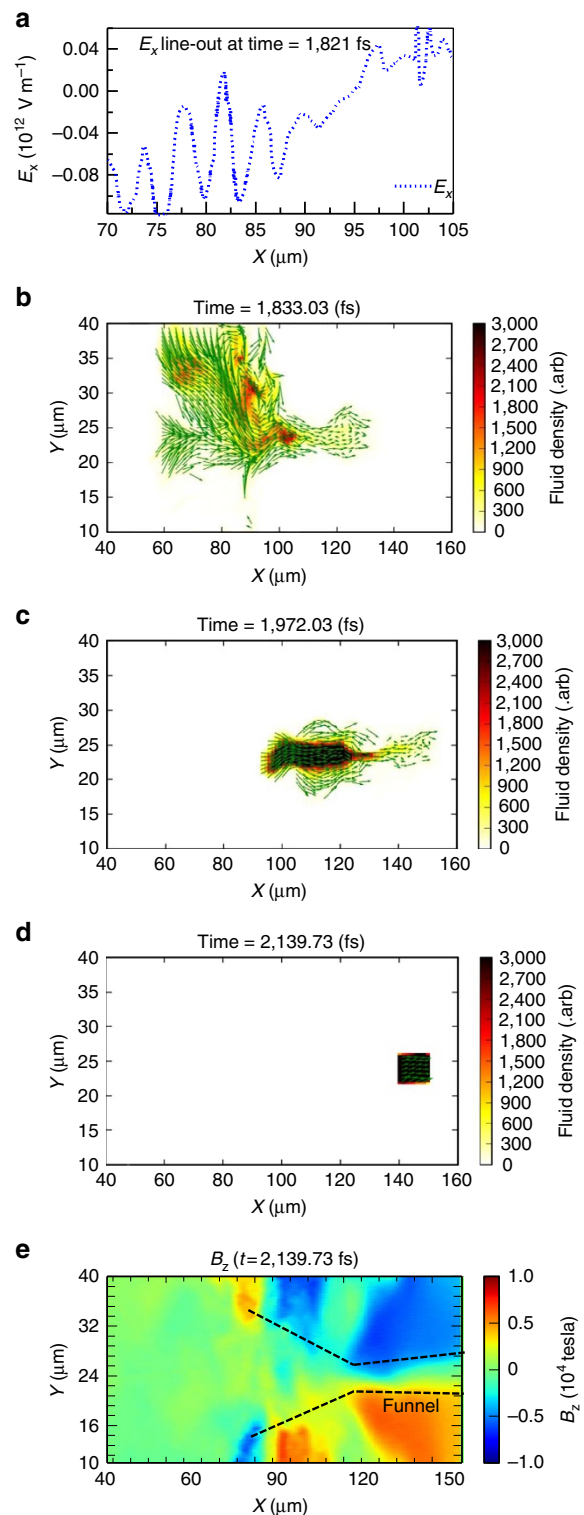 a
E_x line-out at time = 1,821 fs
0.04
0.00
−0.04
−0.08
E_x (10^12 V m^−1)
E_x
70 75 80 85 90 95 100 105
X (μm)
b
Time = 1,833.03 (fs)
40
35
30
25
20
15
10
Y (μm)
40 60 80 100 120 140 160
X (μm)
3,000
2,700
2,400
2,100
1,800
1,500
1,200
900
600
300
0
Fluid density (.arb)
c
Time = 1,972.03 (fs)
40
35
30
25
20
15
10
Y (μm)
40 60 80 100 120 140 160
X (μm)
3,000
2,700
2,400
2,100
1,800
1,500
1,200
900
600
300
0
Fluid density (.arb)
d
Time = 2,139.73 (fs)
40
35
30
25
20
15
10
Y (μm)
40 60 80 100 120 140 160
X (μm)
3,000
2,700
2,400
2,100
1,800
1,500
1,200
900
600
300
0
Fluid density (.arb)
e
B_z (t=2,139.73 fs)
40
32
24
16
10
Y (μm)
Funnel
40 60 80 90 120 150
X (μm)
1.0
0.5
0
−0.5
−1.0
B_z (10^4 tesla)